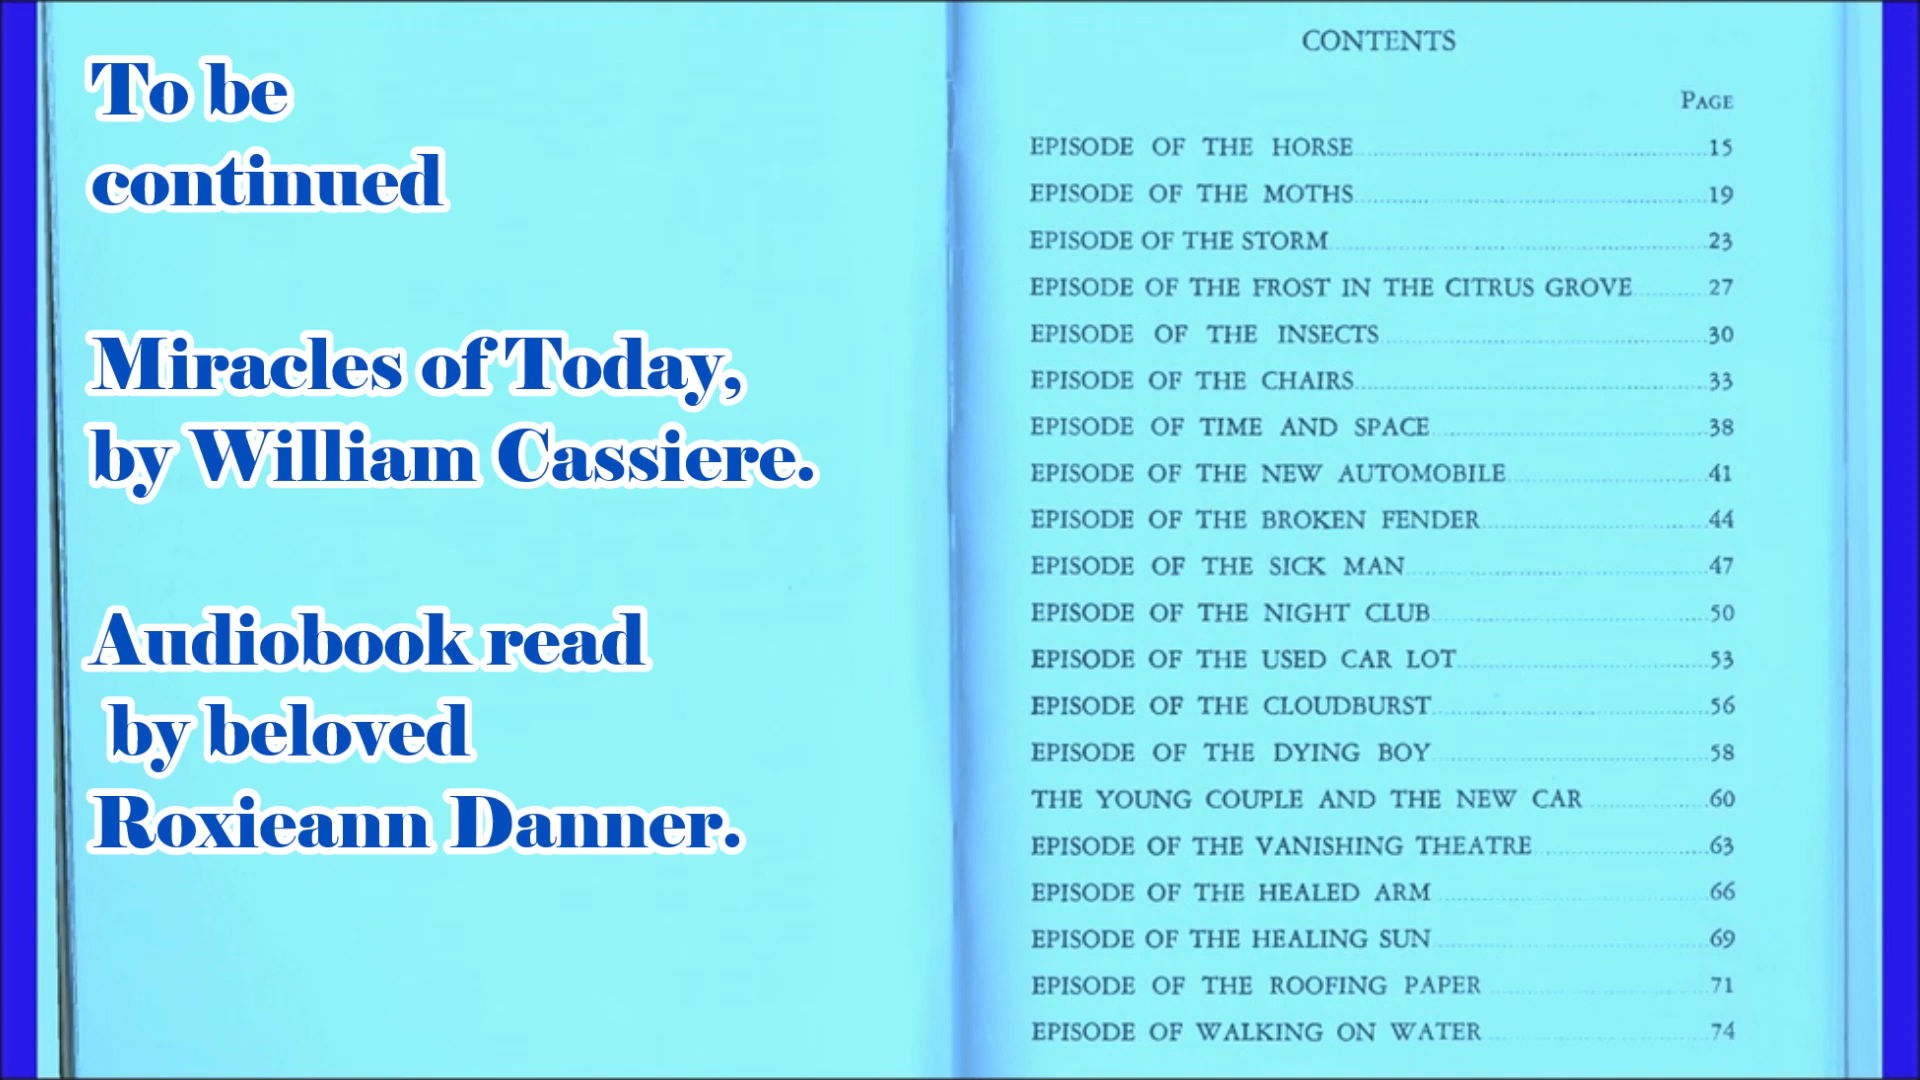 To be
continued
Miracles of Today,
by William Cassiere.
Audiobook read
by beloved
Roxieann Danner.
CONTENTS
PAGE
EPISODE OF THE HORSE 15
EPISODE OF THE MOTHS 19
EPISODE OF THE STORM 23
EPISODE OF THE FROST IN THE CITRUS GROVE 27
EPISODE OF THE INSECTS 30
EPISODE OF THE CHAIRS 33
EPISODE OF TIME AND SPACE 38
EPISODE OF THE NEW AUTOMOBILE 41
EPISODE OF THE BROKEN FENDER 44
EPISODE OF THE SICK MAN 47
EPISODE OF THE NIGHT CLUB 50
EPISODE OF THE USED CAR LOT 53
EPISODE OF THE CLOUDBURST 56
EPISODE OF THE DYING BOY 58
THE YOUNG COUPLE AND THE NEW CAR 60
EPISODE OF THE VANISHING THEATRE 63
EPISODE OF THE HEALED ARM 66
EPISODE OF THE HEALING SUN 69
EPISODE OF THE ROOFING PAPER 71
EPISODE OF WALKING ON WATER 74